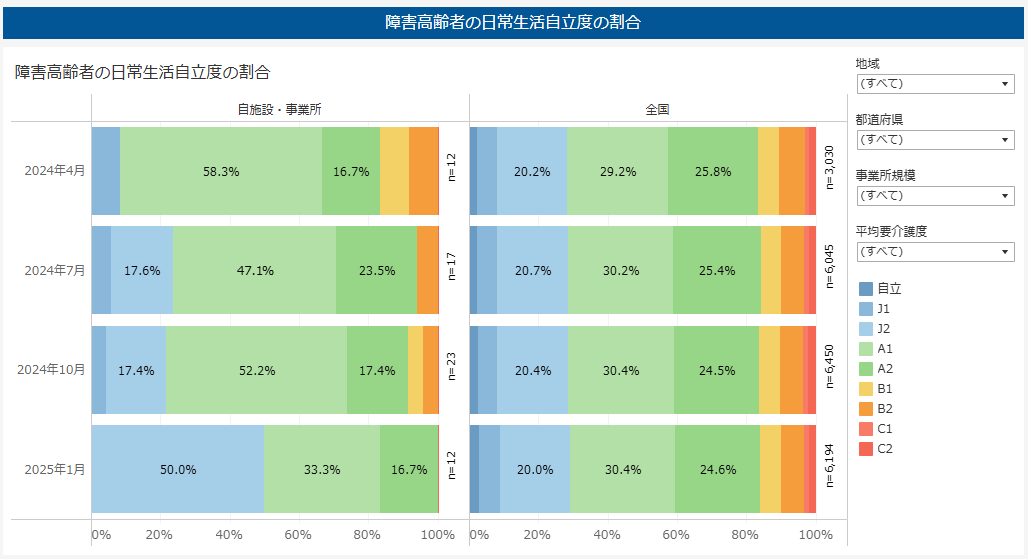 障害高齢者の日常生活自立度の割合
障害高齢者の日常生活自立度の割合
自施設・事業所
全国
2024年4月
58.3%
16.7%
n=12
20.2%
29.2%
25.8%
n=3,030
2024年7月
17.6%
47.1%
23.5%
n=17
20.7%
30.2%
25.4%
n=6,045
2024年10月
17.4%
52.2%
17.4%
n=23
20.4%
30.4%
24.5%
n=6,450
2025年1月
50.0%
33.3%
16.7%
n=12
20.0%
30.4%
24.6%
n=6,194
0%
20%
40%
60%
80%
100%
0%
20%
40%
60%
80%
100%
地域
(すべて)
都道府県
(すべて)
事業所規模
(すべて)
平均要介護度
(すべて)
自立
J1
J2
A1
A2
B1
B2
C1
C2